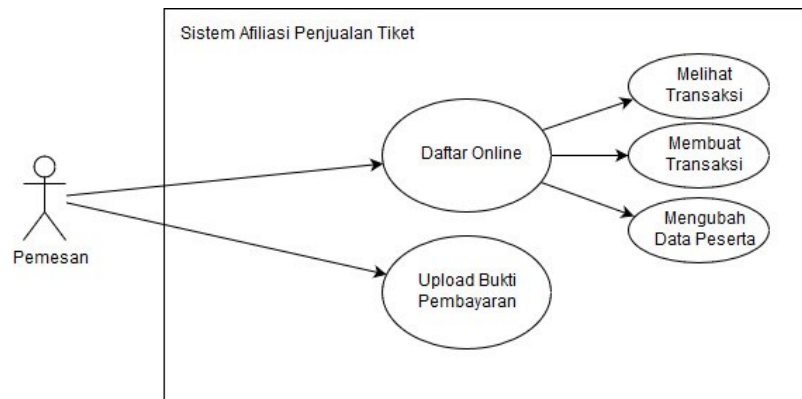 Sistem Afiliasi Penjualan Tiket
Melihat
Transaksi
Daftar Online
Membuat
Transaksi
Mengubah
Data Peserta
Pemesan
Upload Bukti
Pembayaran